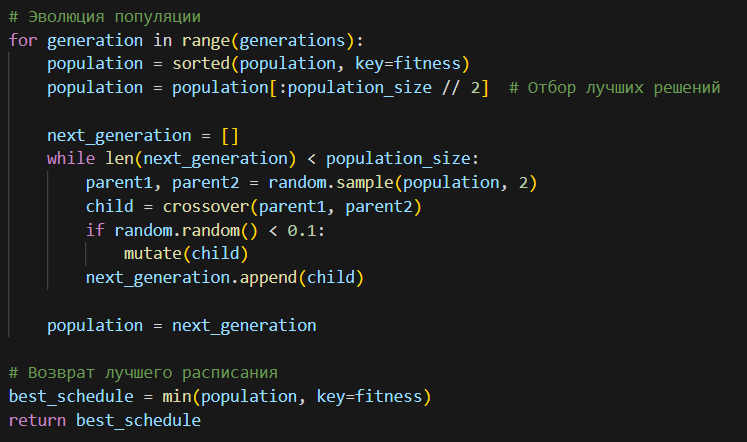 # Эволюция популяции
for generation in range(generations):
    population = sorted(population, key=fitness)
    population = population[:population_size // 2]  # Отбор лучших решений

    next_generation = []
    while len(next_generation) < population_size:
        parent1, parent2 = random.sample(population, 2)
        child = crossover(parent1, parent2)
        if random.random() < 0.1:
            mutate(child)
        next_generation.append(child)

    population = next_generation

# Возврат лучшего расписания
best_schedule = min(population, key=fitness)
return best_schedule